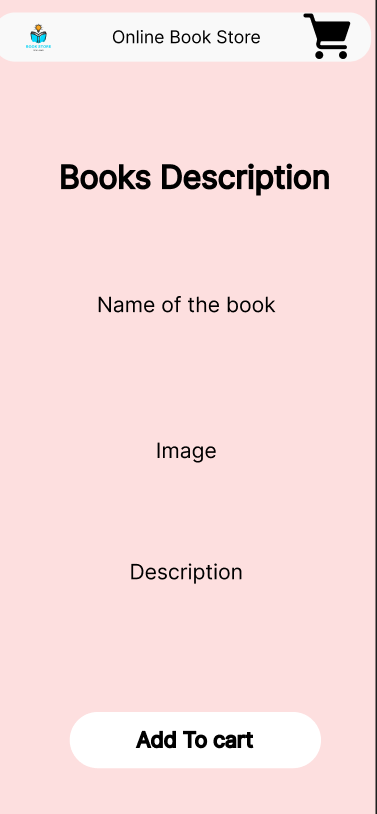 Online Book Store
BOOK STORE
Books Description
Name of the book
Image
Description
Add To cart